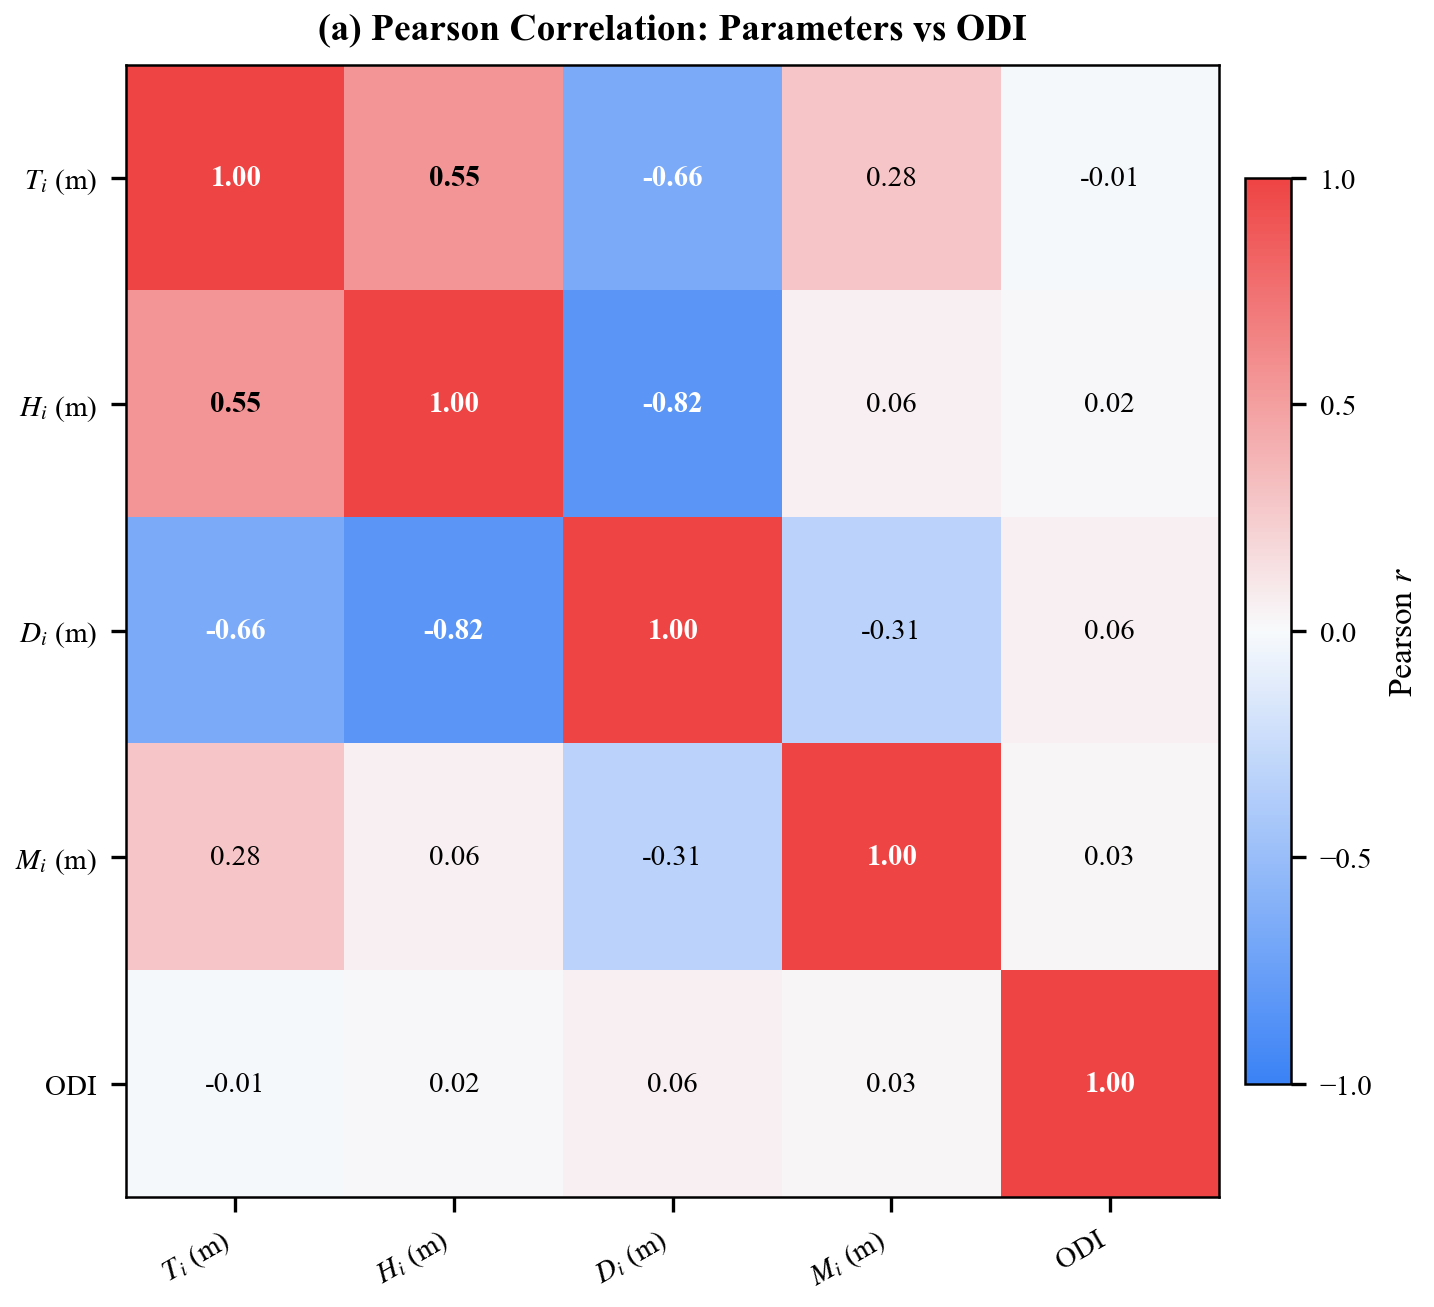 (a) Pearson Correlation: Parameters vs ODI
Tᵢ (m) 1.00 0.55 -0.66 0.28 -0.01
Hᵢ (m) 0.55 1.00 -0.82 0.06 0.02
Dᵢ (m) -0.66 -0.82 1.00 -0.31 0.06
Mᵢ (m) 0.28 0.06 -0.31 1.00 0.03
ODI -0.01 0.02 0.06 0.03 1.00
Tᵢ (m) Hᵢ (m) Dᵢ (m) Mᵢ (m) ODI
1.0
0.5
0.0
−0.5
−1.0
Pearson r